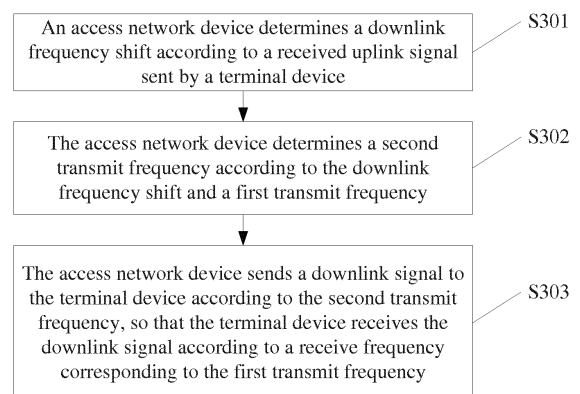 An access network device determines a downlink
frequency shift according to a received uplink signal
sent by a terminal device
S301
The access network device determines a second
transmit frequency according to the downlink
frequency shift and a first transmit frequency
S302
The access network device sends a downlink signal to
the terminal device according to the second transmit
frequency, so that the terminal device receives the
downlink signal according to a receive frequency
corresponding to the first transmit frequency
S303